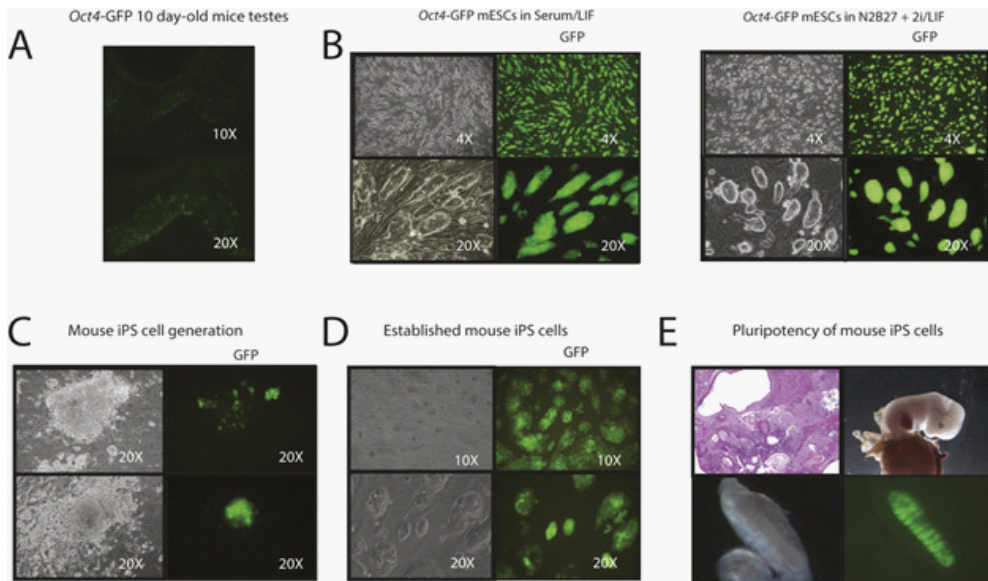 Oct4-GFP 10 day-old mice testes
A
10X
20X
Oct4-GFP mESCs in Serum/LIF
B
GFP
4X
4X
20X
20X
Oct4-GFP mESCs in N2B27 + 2i/LIF
GFP
4X
4X
20X
20X
C
Mouse iPS cell generation
GFP
20X
20X
20X
20X
D
Established mouse iPS cells
GFP
10X
10X
20X
20X
E
Pluripotency of mouse iPS cells